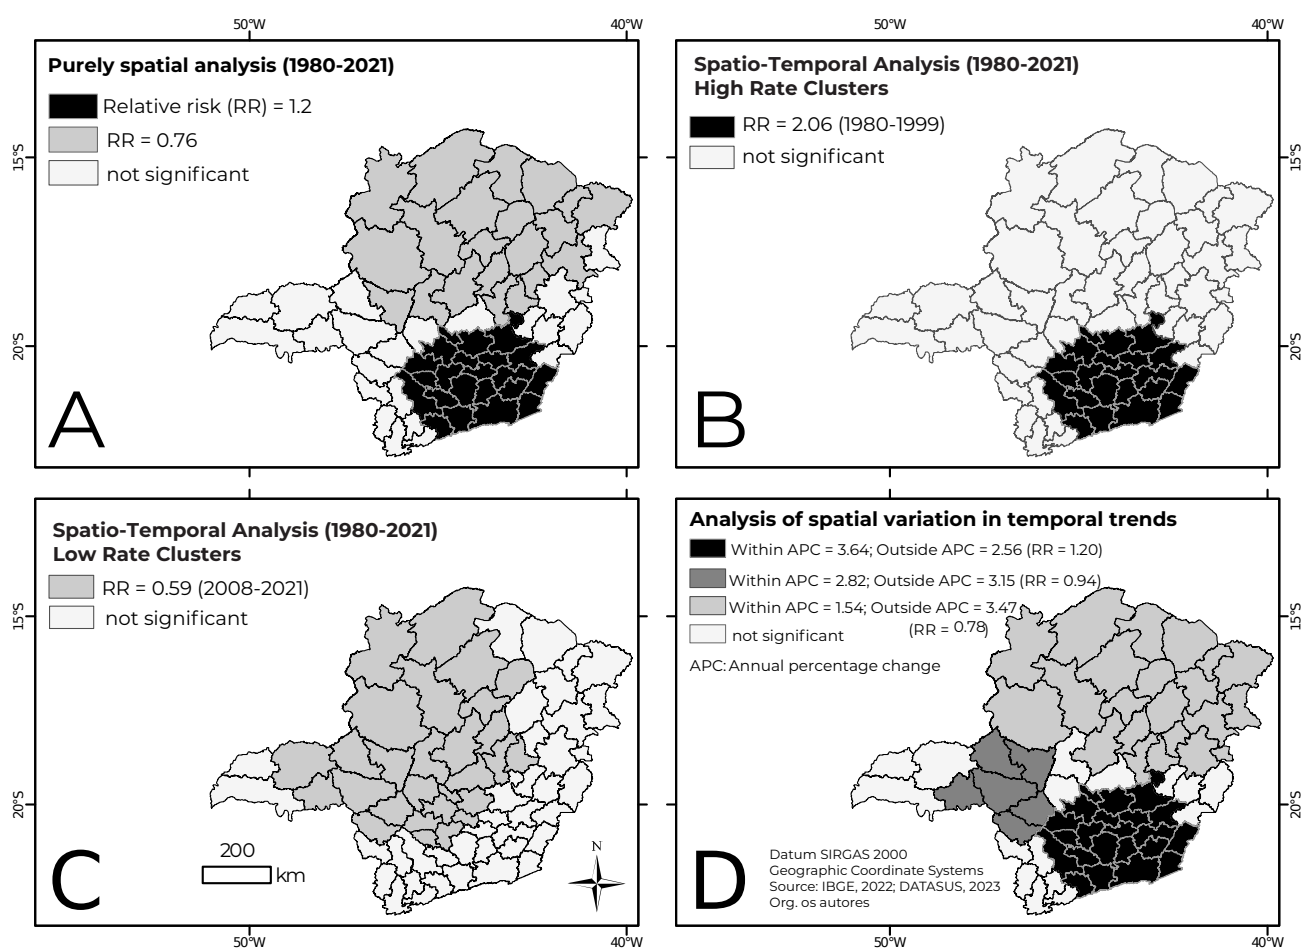 50°W
40°W
50°W
40°W
Purely spatial analysis (1980-2021)
Relative risk (RR) = 1.2
RR = 0.76
not significant
15°S
20°S
A
Spatio-Temporal Analysis (1980-2021)
High Rate Clusters
RR = 2.06 (1980-1999)
not significant
15°S
20°S
B
Spatio-Temporal Analysis (1980-2021)
Low Rate Clusters
RR = 0.59 (2008-2021)
not significant
15°S
20°S
C
200
km
N
Analysis of spatial variation in temporal trends
Within APC = 3.64; Outside APC = 2.56 (RR = 1.20)
Within APC = 2.82; Outside APC = 3.15 (RR = 0.94)
Within APC = 1.54; Outside APC = 3.47
(RR = 0.78)
not significant
APC: Annual percentage change
15°S
20°S
D
Datum SIRGAS 2000
Geographic Coordinate Systems
Source: IBGE, 2022; DATASUS, 2023
Org. os autores
50°W
40°W
50°W
40°W